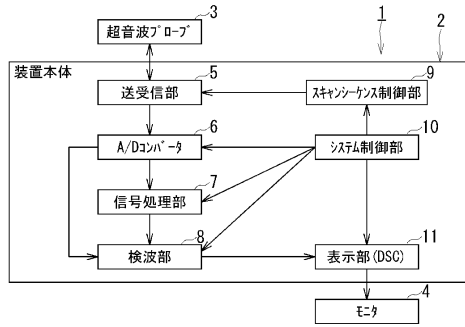 3
超音波ﾌﾟﾛｰﾌﾞ
1
2
装置本体
5
送受信部
9
ｽｷｬﾝｼｰｹﾝｽ制御部
6
A/Dｺﾝﾊﾞｰﾀ
10
ｼｽﾃﾑ制御部
7
信号処理部
8
検波部
11
表示部(DSC)
4
ﾓﾆﾀ